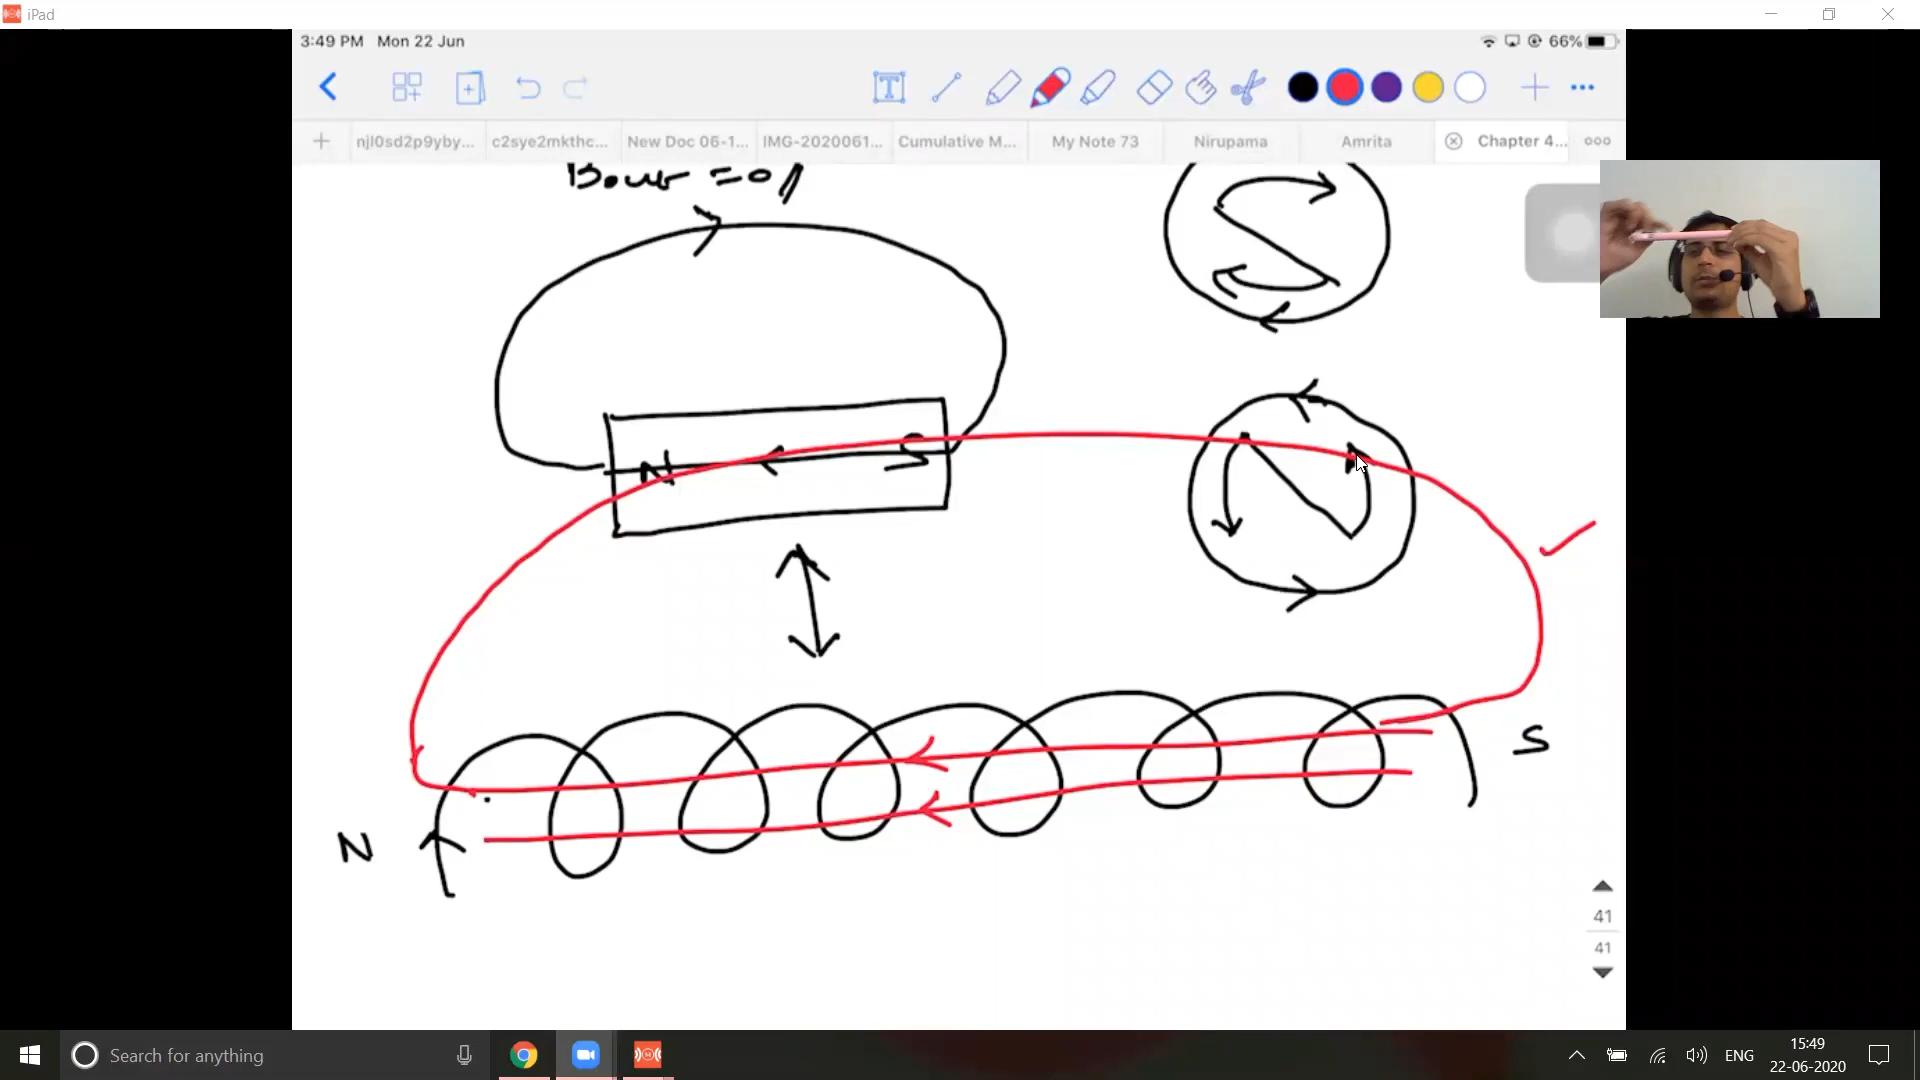 iPad
3:49 PM Mon 22 Jun
66%
T
njl0sd2p9yby... c2sye2mkthc... New Doc 06-1... IMG-2020061... Cumulative M... My Note 73 Nirupama Amrita Chapter 4...
= 0
N S
S
N
41
41
Search for anything
ENG
15:49
22-06-2020